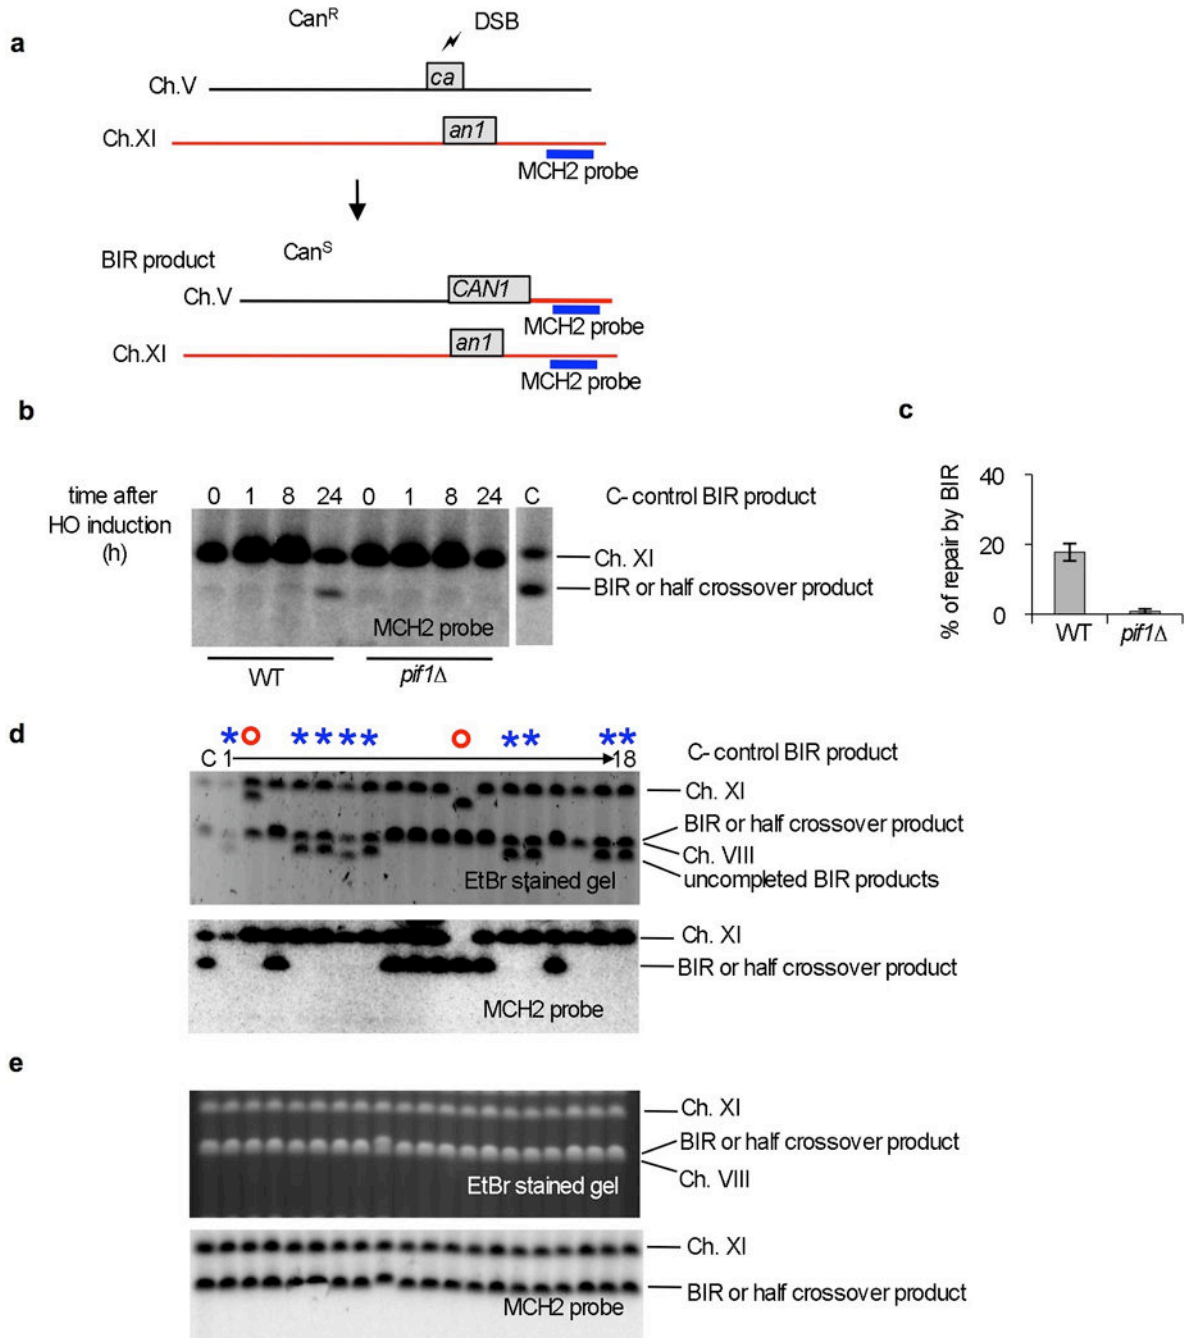 a
Can^R
DSB
ca
Ch.V
Ch.XI
an1
MCH2 probe
BIR product
Can^S
Ch.V
CAN1
MCH2 probe
Ch.XI
an1
MCH2 probe
b
time after
HO induction
(h)
0 1 8 24 0 1 8 24 C
C- control BIR product
Ch. XI
BIR or half crossover product
MCH2 probe
WT
pif1Δ
c
% of repair by BIR
40
20
0
WT
pif1Δ
d
* * * * * * * * *
C 1 18
C- control BIR product
Ch. XI
BIR or half crossover product
Ch. VIII
uncompleted BIR products
EtBr stained gel
Ch. XI
BIR or half crossover product
MCH2 probe
e
Ch. XI
BIR or half crossover product
Ch. VIII
EtBr stained gel
Ch. XI
BIR or half crossover product
MCH2 probe